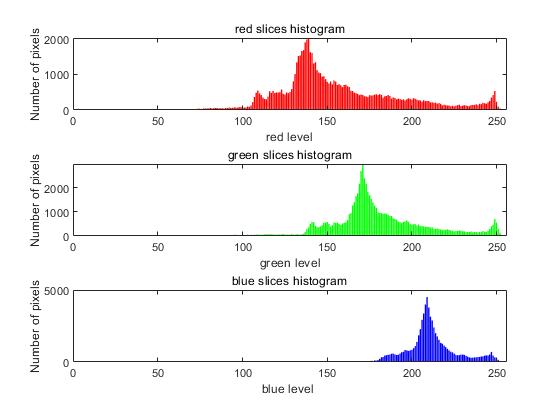 red slices histogram
Number of pixels
2000
1000
0
0 50 100 150 200 250
red level
green slices histogram
Number of pixels
2000
1000
0
0 50 100 150 200 250
green level
blue slices histogram
Number of pixels
5000
0
0 50 100 150 200 250
blue level